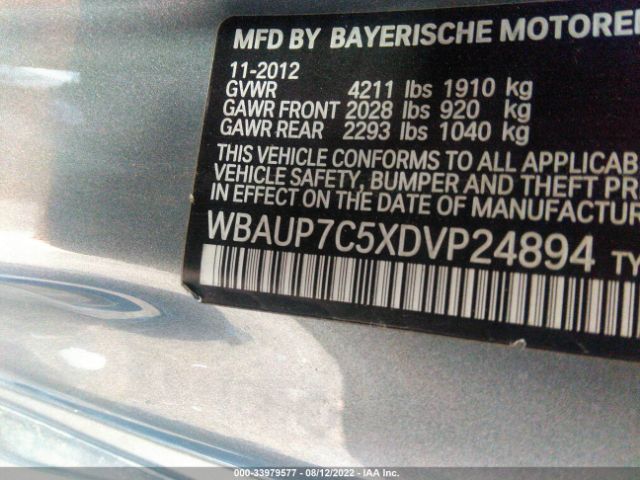 MFD BY BAYERISCHE MOTOREN
11-2012
GVWR 4211 lbs 1910 kg
GAWR FRONT 2028 lbs 920 kg
GAWR REAR 2293 lbs 1040 kg
THIS VEHICLE CONFORMS TO ALL APPLICAB
VEHICLE SAFETY, BUMPER AND THEFT PR
IN EFFECT ON THE DATE OF MANUFACTUR
WBAUP7C5XDVP24894 TY
000-33979577 - 08/12/2022 - IAA Inc.